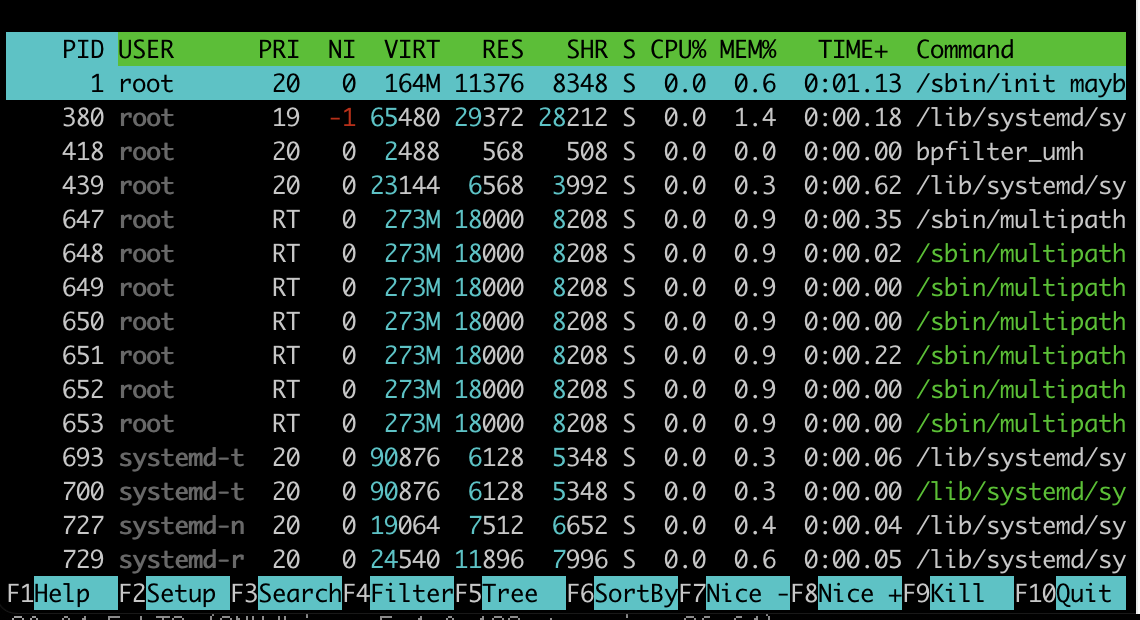 PID USER PRI NI VIRT RES SHR S CPU% MEM% TIME+ Command
1 root 20 0 164M 11376 8348 S 0.0 0.6 0:01.13 /sbin/init mayb
380 root 19 -1 65480 29372 28212 S 0.0 1.4 0:00.18 /lib/systemd/sy
418 root 20 0 2488 568 508 S 0.0 0.0 0:00.00 bpfilter_umh
439 root 20 0 23144 6568 3992 S 0.0 0.3 0:00.62 /lib/systemd/sy
647 root RT 0 273M 18000 8208 S 0.0 0.9 0:00.35 /sbin/multipath
648 root RT 0 273M 18000 8208 S 0.0 0.9 0:00.02 /sbin/multipath
649 root RT 0 273M 18000 8208 S 0.0 0.9 0:00.00 /sbin/multipath
650 root RT 0 273M 18000 8208 S 0.0 0.9 0:00.00 /sbin/multipath
651 root RT 0 273M 18000 8208 S 0.0 0.9 0:00.22 /sbin/multipath
652 root RT 0 273M 18000 8208 S 0.0 0.9 0:00.00 /sbin/multipath
653 root RT 0 273M 18000 8208 S 0.0 0.9 0:00.00 /sbin/multipath
693 systemd-t 20 0 90876 6128 5348 S 0.0 0.3 0:00.06 /lib/systemd/sy
700 systemd-t 20 0 90876 6128 5348 S 0.0 0.3 0:00.00 /lib/systemd/sy
727 systemd-n 20 0 19064 7512 6652 S 0.0 0.4 0:00.04 /lib/systemd/sy
729 systemd-r 20 0 24540 11896 7996 S 0.0 0.6 0:00.05 /lib/systemd/sy
F1Help F2Setup F3SearchF4FilterF5Tree F6SortByF7Nice -F8Nice +F9Kill F10Quit